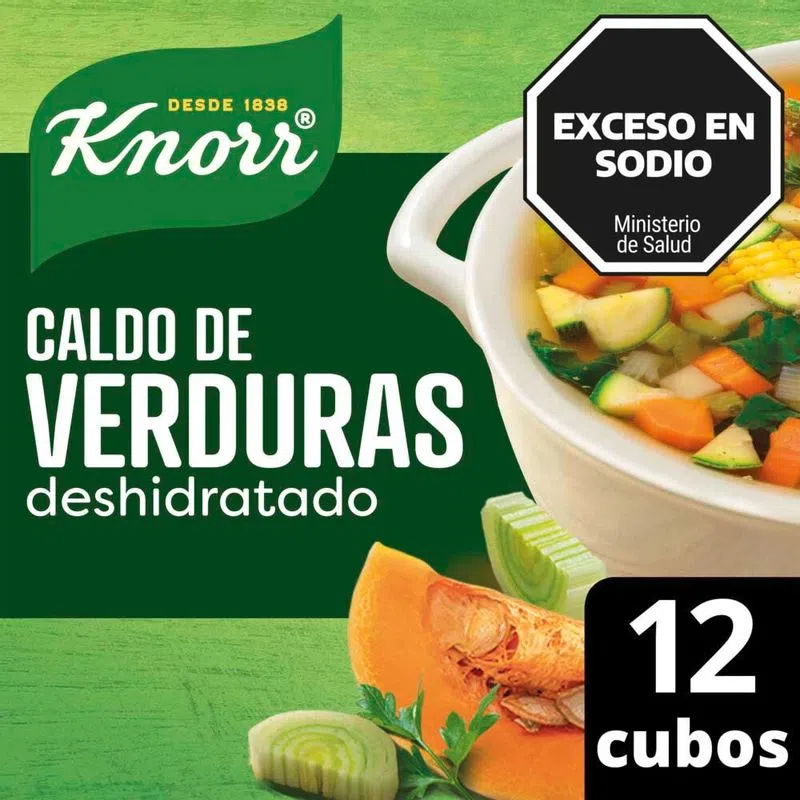 DESDE 1838
Knorr®
EXCESO EN
SODIO
Ministerio
de Salud
CALDO DE
VERDURAS
deshidratado
12
cubos